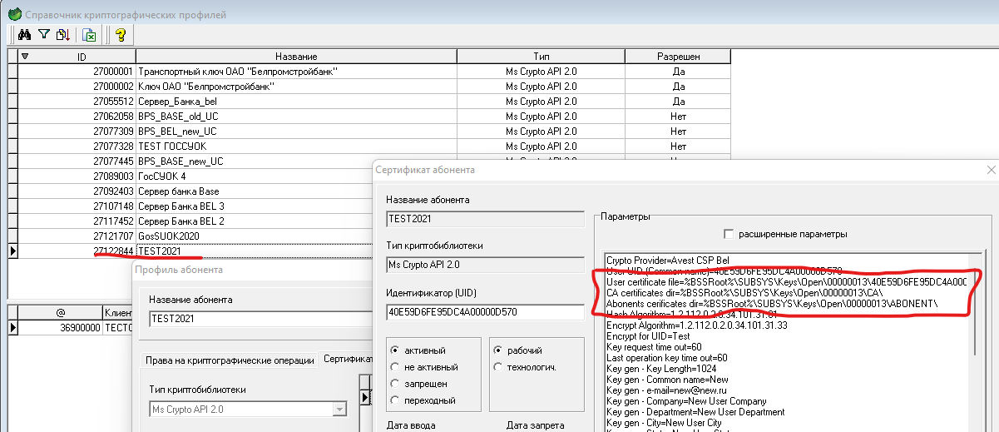 Справочник криптографических профилей
ID Название Тип Разрешен
27000001 Транспортный ключ ОАО "Белпромстройбанк" Ms Crypto API 2.0 Да
27000002 Ключ ОАО "Белпромстройбанк" Ms Crypto API 2.0 Да
27055512 Сервер_Банка_bel Ms Crypto API 2.0 Да
27062058 BPS_BASE_old_UC Ms Crypto API 2.0 Нет
27077309 BPS_BEL_new_UC Ms Crypto API 2.0 Нет
27077328 TEST ГОССУОК Ms Crypto API 2.0 Нет
27077445 BPS_BASE_new_UC
27089003 ГосСУОК 4
27092403 Сервер банка Base
27107148 Сервер Банка BEL 3
27117452 Сервер Банка BEL 2
27121707 GosSUOK2020
27122844 TEST2021
@ Клиен
36900000 ТЕСТО
Профиль абонента
Название абонента
TEST2021
Права на криптографические операции Сертификат
Тип криптобиблиотеки
Ms Crypto API 2.0
Сертификат абонента
Название абонента
TEST2021
Тип криптобиблиотеки
Ms Crypto API 2.0
Идентификатор (UID)
40E59D6FE95DC4A00000D570
активный
не активный
запрещен
переходный
рабочий
технологич.
Дата ввода Дата запрета
Параметры
расширенные параметры
Crypto Provider=Avest CSP Bel
User UID (Common name)=40E59D6FE95DC4A00000D570
User certificate file=%BSSRoot%\SUBSYS\Keys\Open\00000013\40E59D6FE95DC4A000
CA certificates dir=%BSSRoot%\SUBSYS\Keys\Open\00000013\CA\
Abonents cerificates dir=%BSSRoot%\SUBSYS\Keys\Open\00000013\ABONENT\
Hash Algorithm=1.2.112.0.2.0.34.101.31.81
Encrypt Algorithm=1.2.112.0.2.0.34.101.31.33
Encrypt for UID=Test
Key request time out=60
Last operation key time out=60
Key gen - Key Length=1024
Key gen - Common name=New
Key gen - e-mail=new@new.ru
Key gen - Company=New User Company
Key gen - Department=New User Department
Key gen - City=New User City